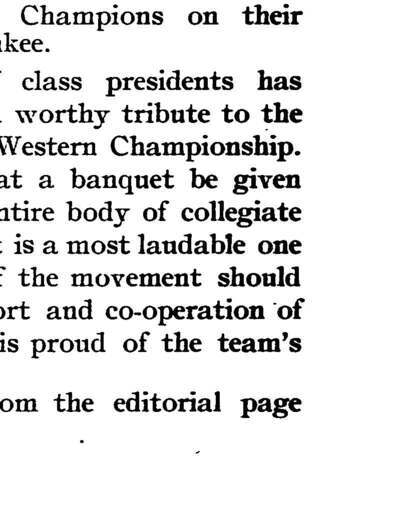 Champions on their
kee.
class presidents has
worthy tribute to the
Western Championship.
at a banquet be given
ntire body of collegiate
is a most laudable one
the movement should
ort and co-operation of
is proud of the team's
om the editorial page